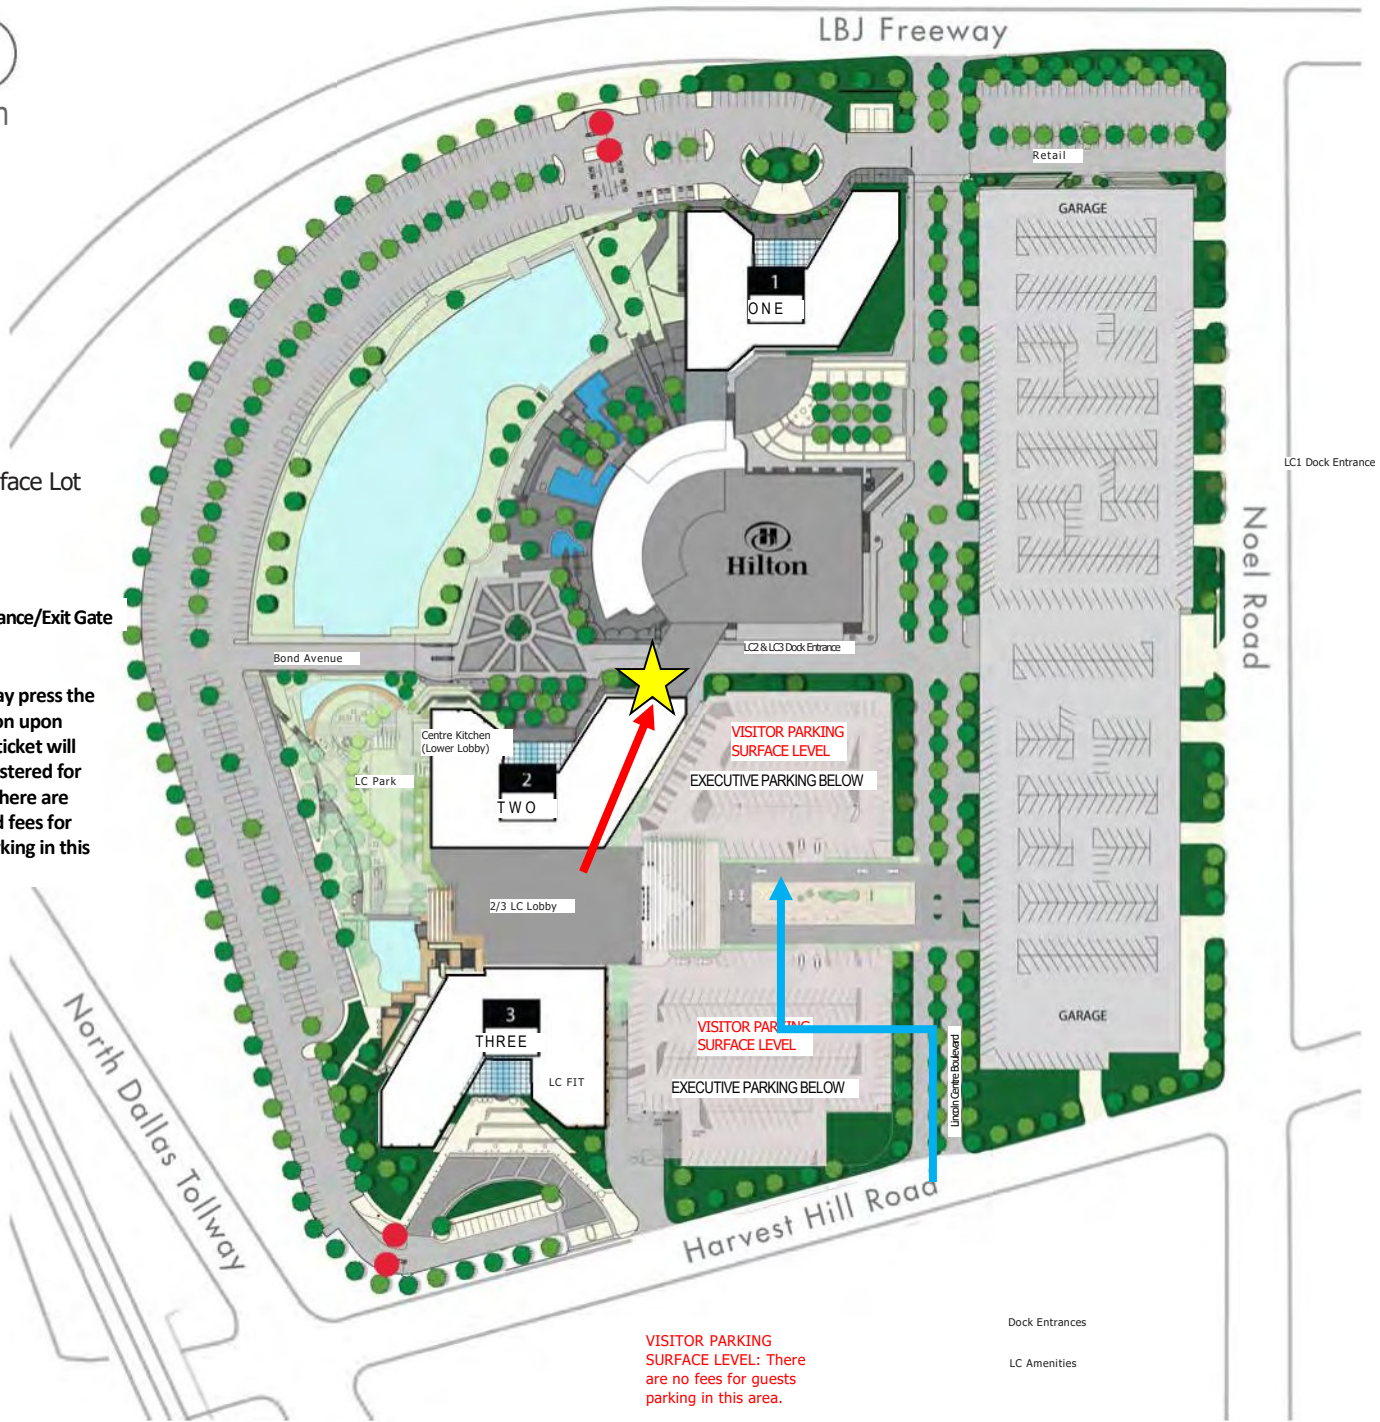 LBJ Freeway
Retail
GARAGE
1
ONE
LC1 Dock Entrance
face Lot
Noel Road
Hilton
ance/Exit Gate
LC2 & LC3 Dock Entrance
Bond Avenue
ay press the
on upon
ticket will
stered for
here are
d fees for
rking in this
Centre Kitchen
(Lower Lobby)
VISITOR PARKING
SURFACE LEVEL
EXECUTIVE PARKING BELOW
LC Park
2
TWO
2/3 LC Lobby
3
THREE
LC FIT
VISITOR PARKING
SURFACE LEVEL
EXECUTIVE PARKING BELOW
GARAGE
Lincoln Centre Boulevard
North Dallas Tollway
Harvest Hill Road
Dock Entrances
LC Amenities
VISITOR PARKING
SURFACE LEVEL: There
are no fees for guests
parking in this area.